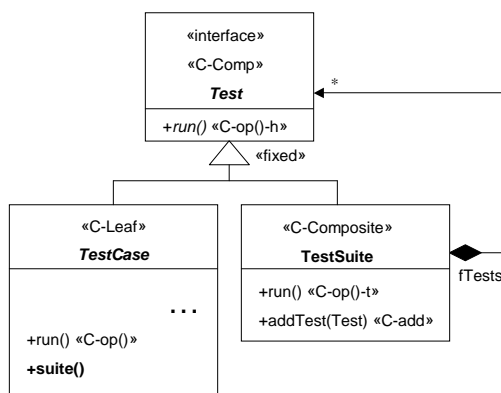 «interface»
«C-Comp»
Test
*
+run() «C-op()-h»
«fixed»
«C-Leaf»
TestCase
...
+run() «C-op()»
+suite()
«C-Composite»
TestSuite
+run() «C-op()-t»
+addTest(Test) «C-add»
fTests